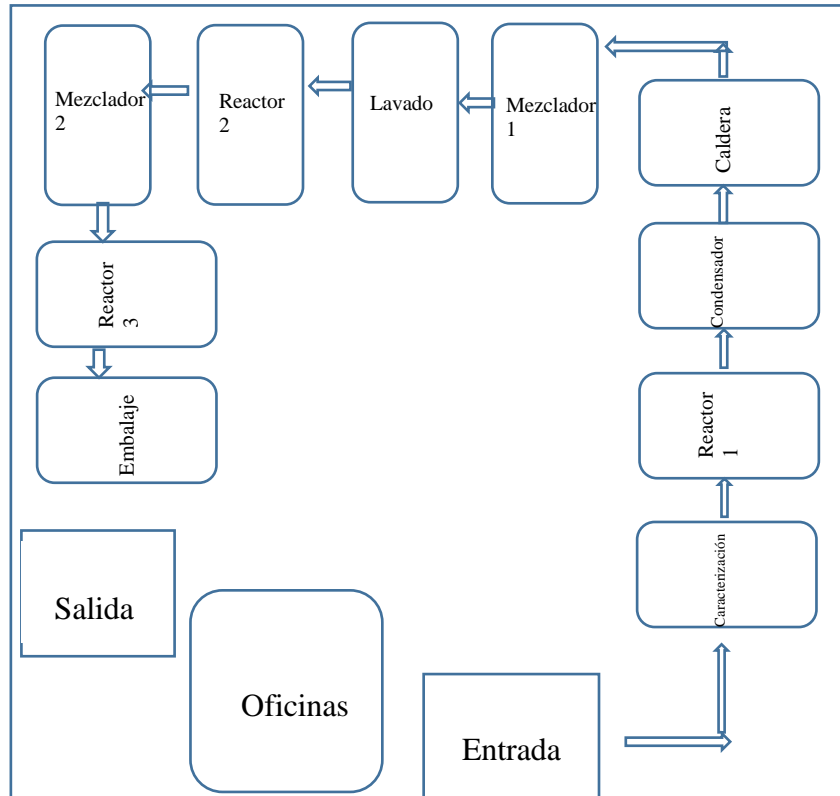 Mezclador
2
Reactor
2
Lavado
Mezclador
1
Caldera
Condensador
Reactor
1
Caracterización
Reactor
3
Embalaje
Salida
Oficinas
Entrada